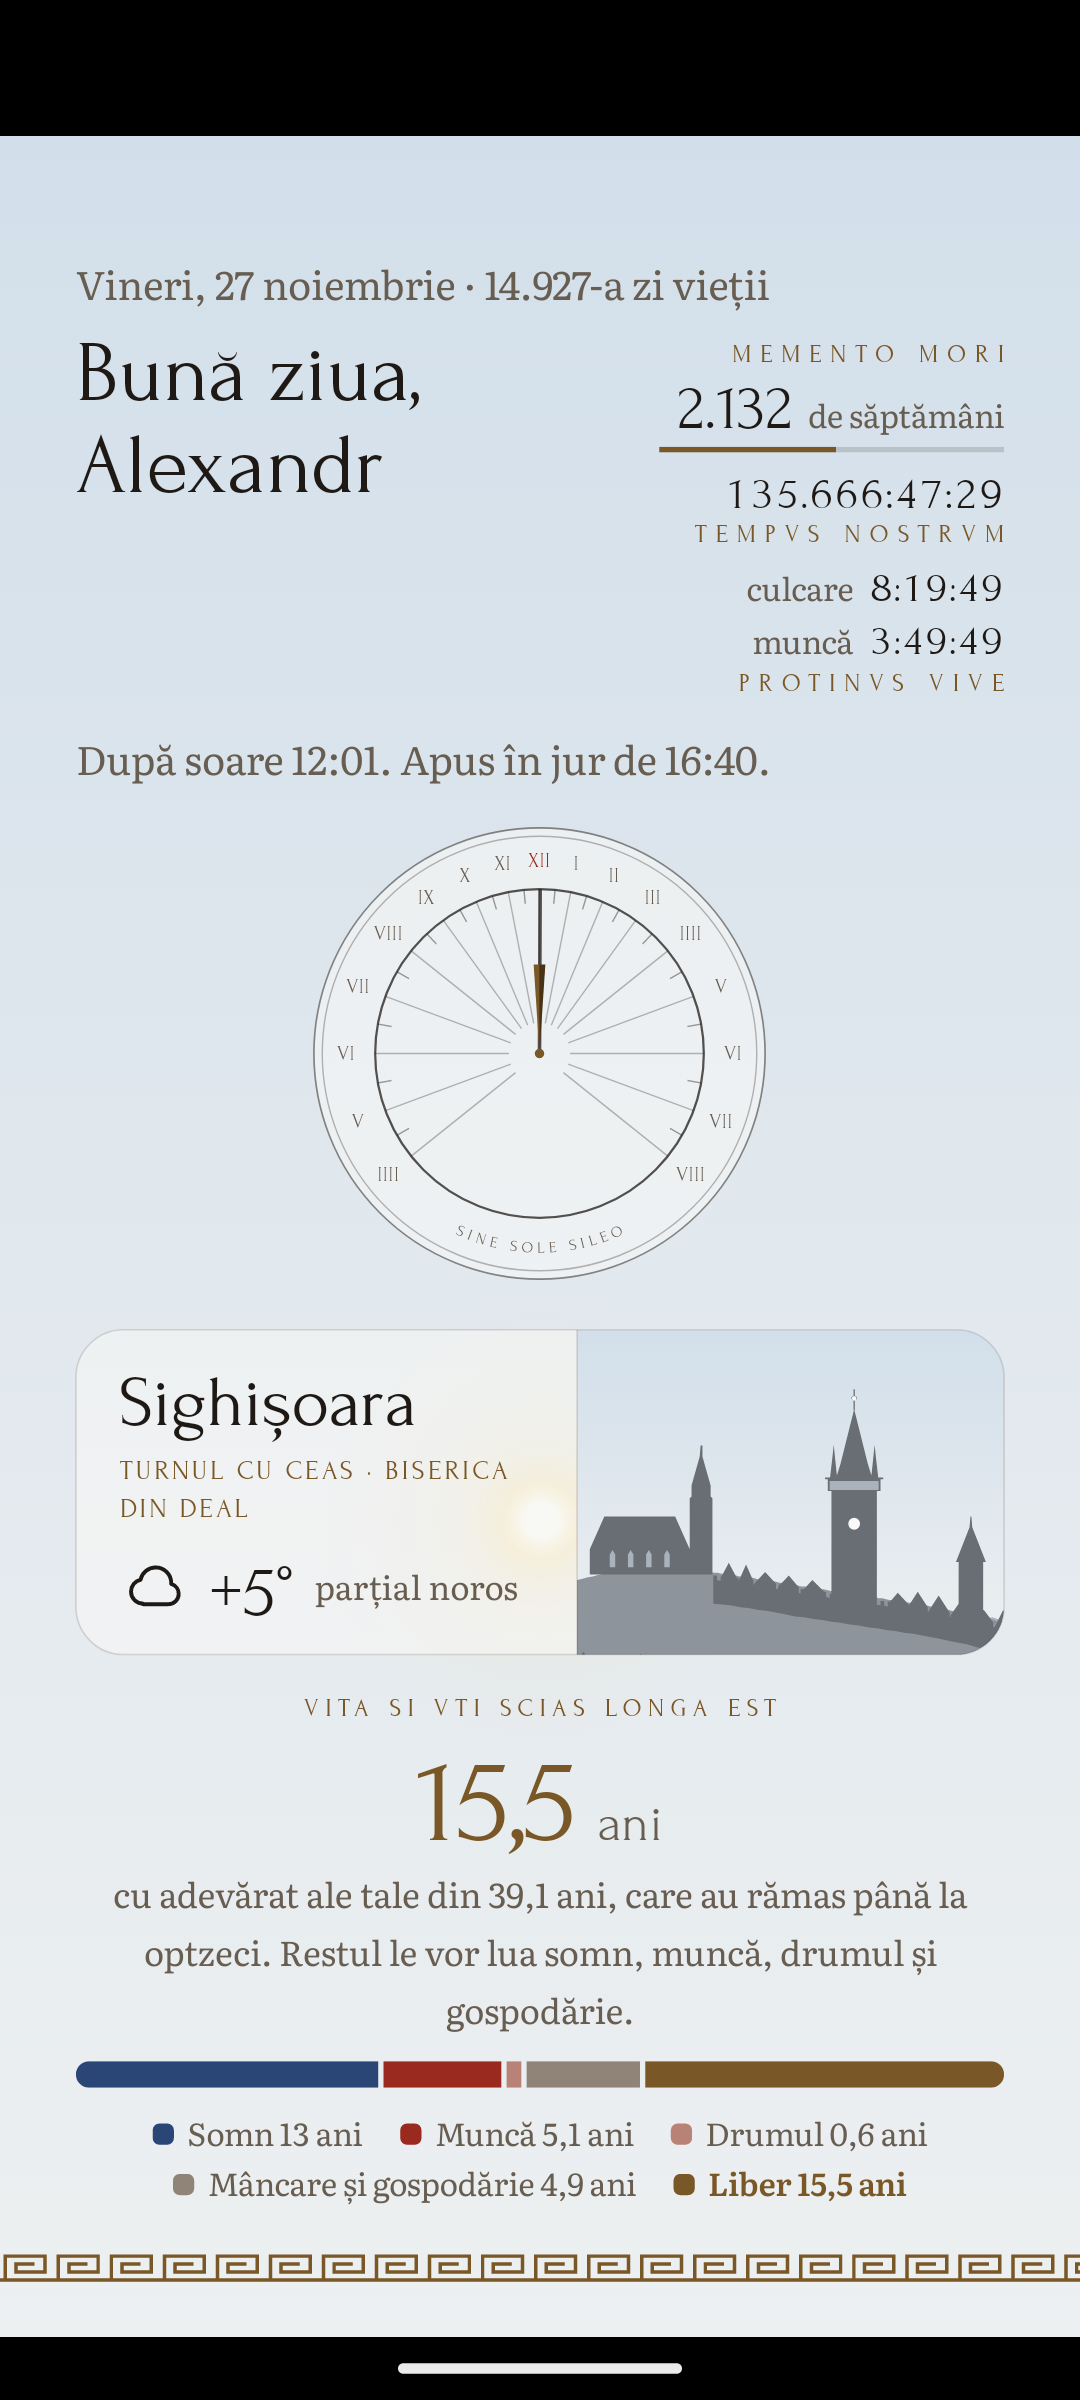 Vineri, 27 noiembrie · 14.927-a zi vieții
Bună ziua,
Alexandr
MEMENTO MORI
2.132 de săptămâni
135.666:47:29
TEMPVS NOSTRVM
culcare 8:19:49
muncă 3:49:49
PROTINVS VIVE
După soare 12:01. Apus în jur de 16:40.
XII
XI
I
X
II
IX
III
VIII
IIII
VII
V
VI
VI
V
VII
IIII
VIII
SINE SOLE SILEO
Sighișoara
TURNUL CU CEAS · BISERICA
DIN DEAL
+5° parțial noros
VITA SI VTI SCIAS LONGA EST
15,5 ani
cu adevărat ale tale din 39,1 ani, care au rămas până la
optzeci. Restul le vor lua somn, muncă, drumul și
gospodărie.
Somn 13 ani Muncă 5,1 ani Drumul 0,6 ani
Mâncare și gospodărie 4,9 ani Liber 15,5 ani